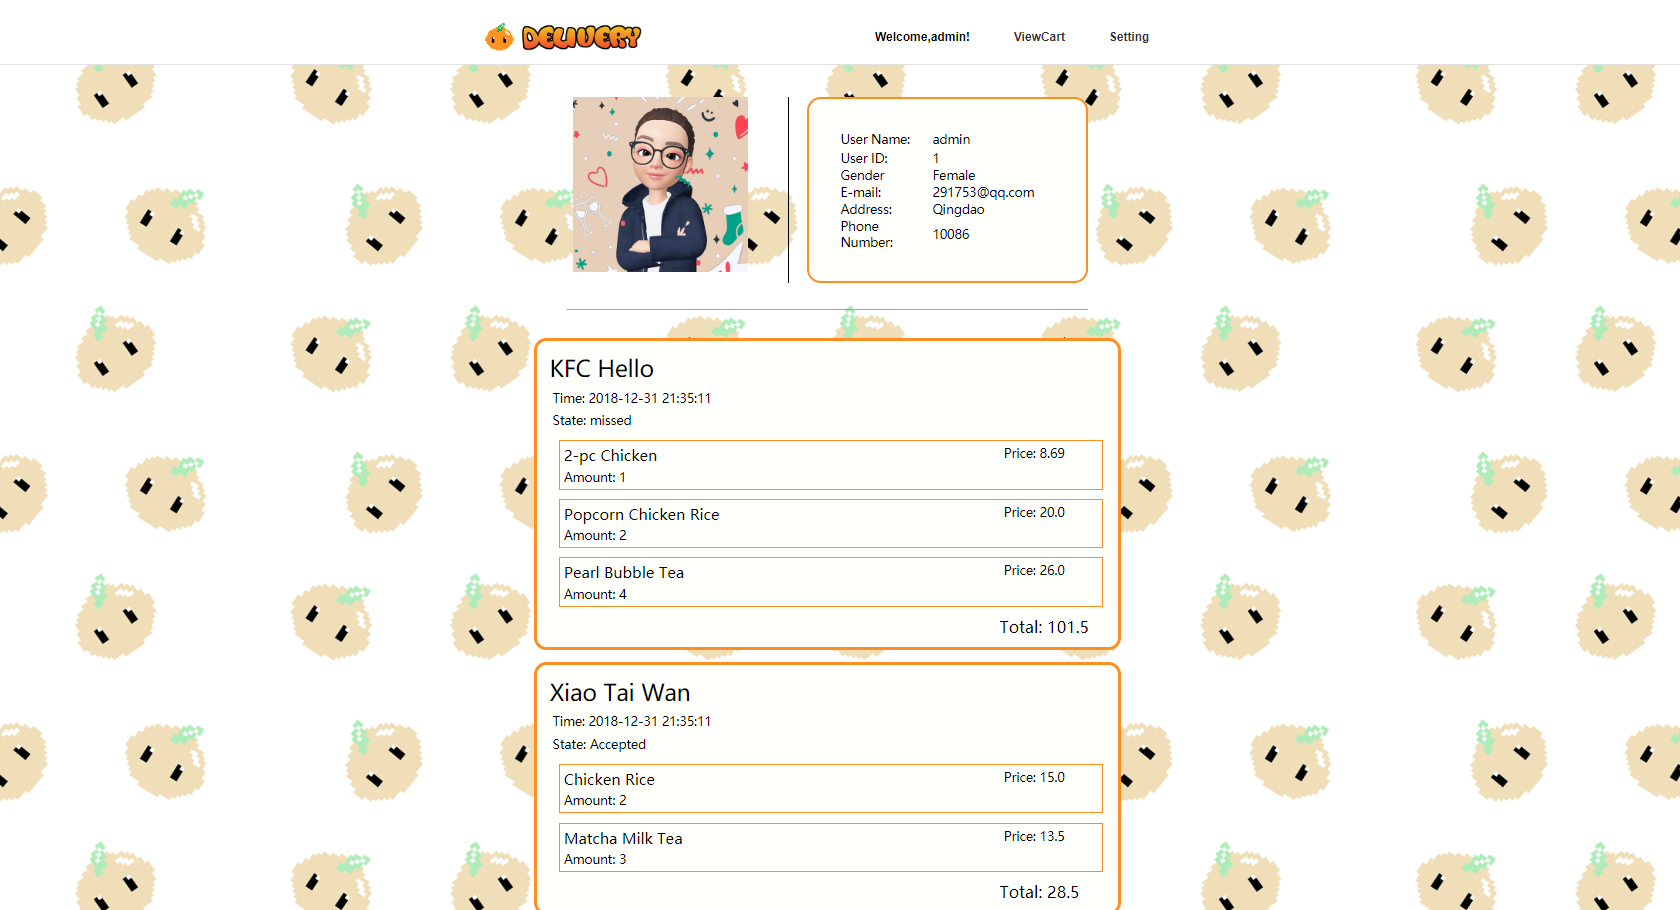 DELIVERY
Welcome,admin! ViewCart Setting
User Name: admin
User ID: 1
Gender Female
E-mail: 291753@qq.com
Address: Qingdao
Phone Number: 10086
KFC Hello
Time: 2018-12-31 21:35:11
State: missed
2-pc Chicken Price: 8.69
Amount: 1
Popcorn Chicken Rice Price: 20.0
Amount: 2
Pearl Bubble Tea Price: 26.0
Amount: 4
Total: 101.5
Xiao Tai Wan
Time: 2018-12-31 21:35:11
State: Accepted
Chicken Rice Price: 15.0
Amount: 2
Matcha Milk Tea Price: 13.5
Amount: 3
Total: 28.5